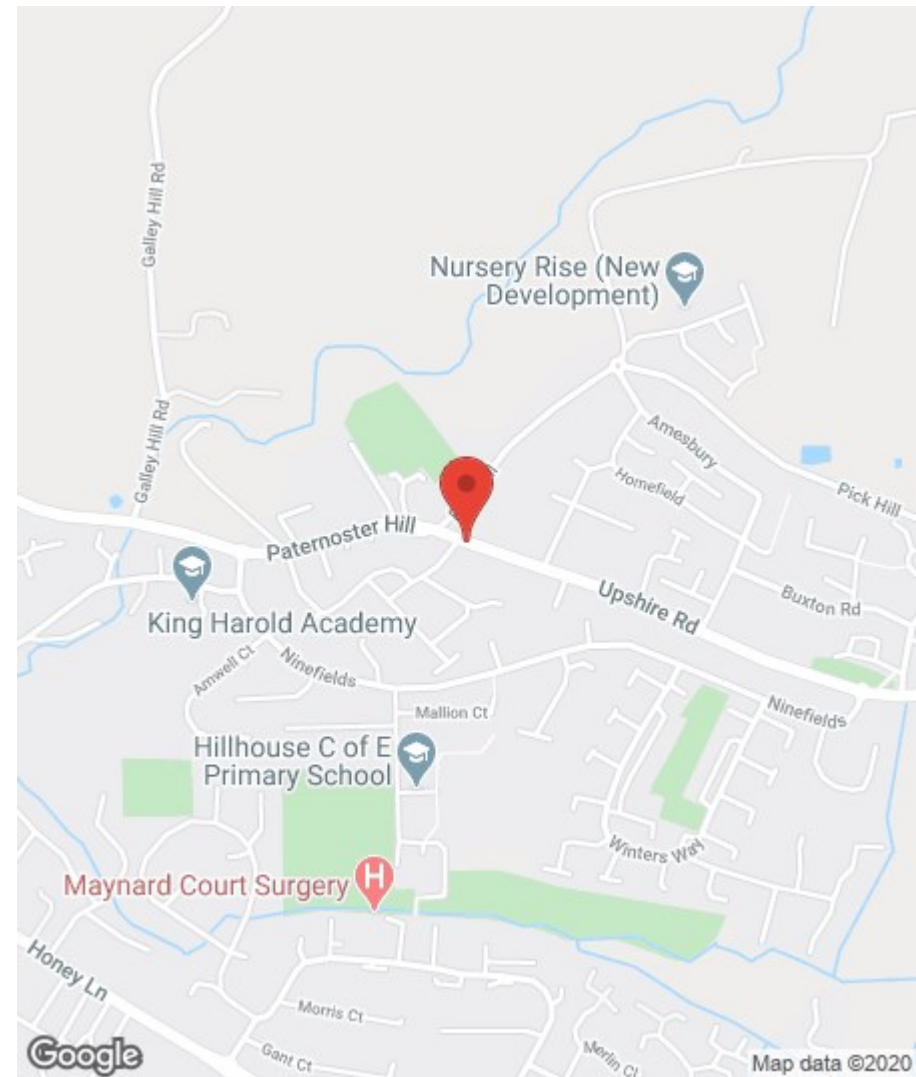 Galley Hill Rd
Nursery Rise (New
Development)
Galley Hill Rd
Amesbury
Homefield
Pick Hill
Paternoster Hill
Upshire Rd
Buxton Rd
King Harold Academy
Amwell Ct
Ninefields
Ninefields
Mallion Ct
Hillhouse C of E
Primary School
Winters Way
Maynard Court Surgery
H
Honey Ln
Morris Ct
Gant Ct
Merlin Cl
Google
Map data ©2020